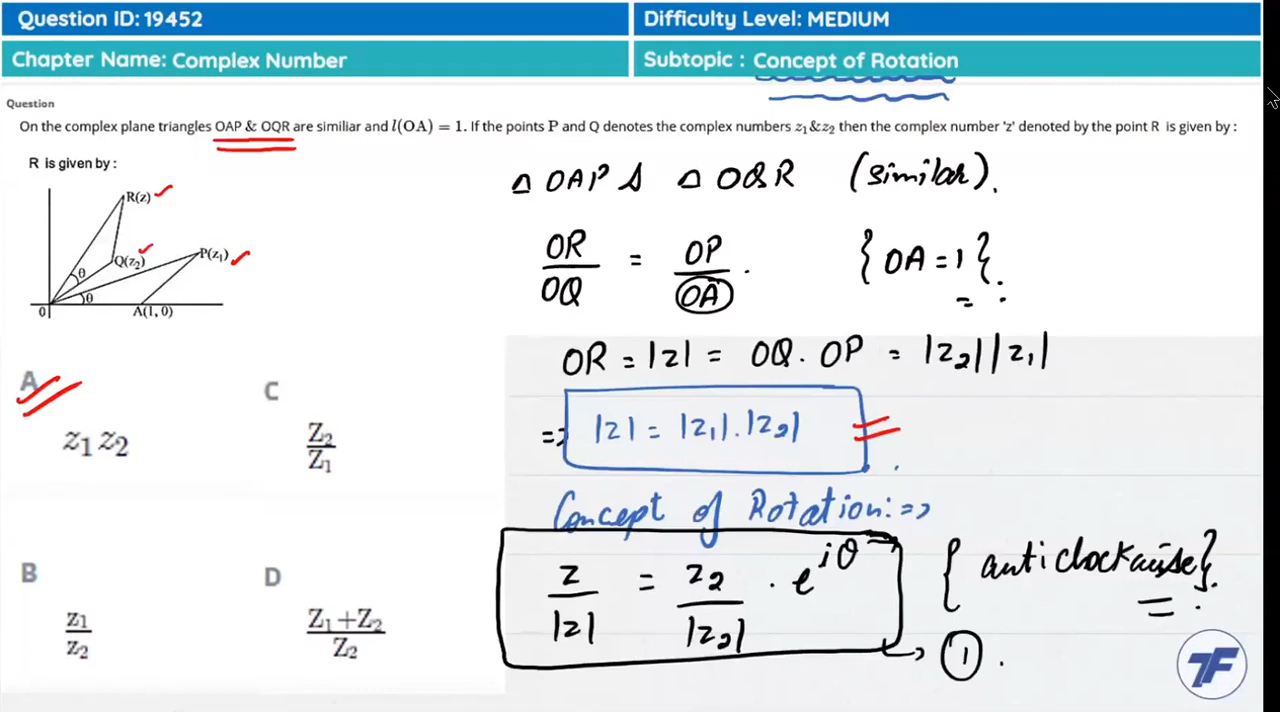 Question ID: 19452
Difficulty Level: MEDIUM
Chapter Name: Complex Number
Subtopic : Concept of Rotation
Question
On the complex plane triangles OAP & OQR are similiar and l(OA) = 1. If the points P and Q denotes the complex numbers z₁&z₂ then the complex number 'z' denoted by the point R is given by :
R is given by :
R(z)
Q(z₂)
P(z₁)
θ
θ
0
A(1, 0)
△ OAP & △ OQR (similar).
OR/OQ = OP/OA . {OA = 1}.
OR = |z| = OQ . OP = |z₂| |z₁|
=> |z| = |z₁| . |z₂|
Concept of Rotation :=>
z/|z| = z₂/|z₂| . e^{iθ} {anticlockwise}.
1 .
A
z₁ z₂
C
Z₂/Z₁
B
z₁/z₂
D
Z₁+Z₂/Z₂
7F